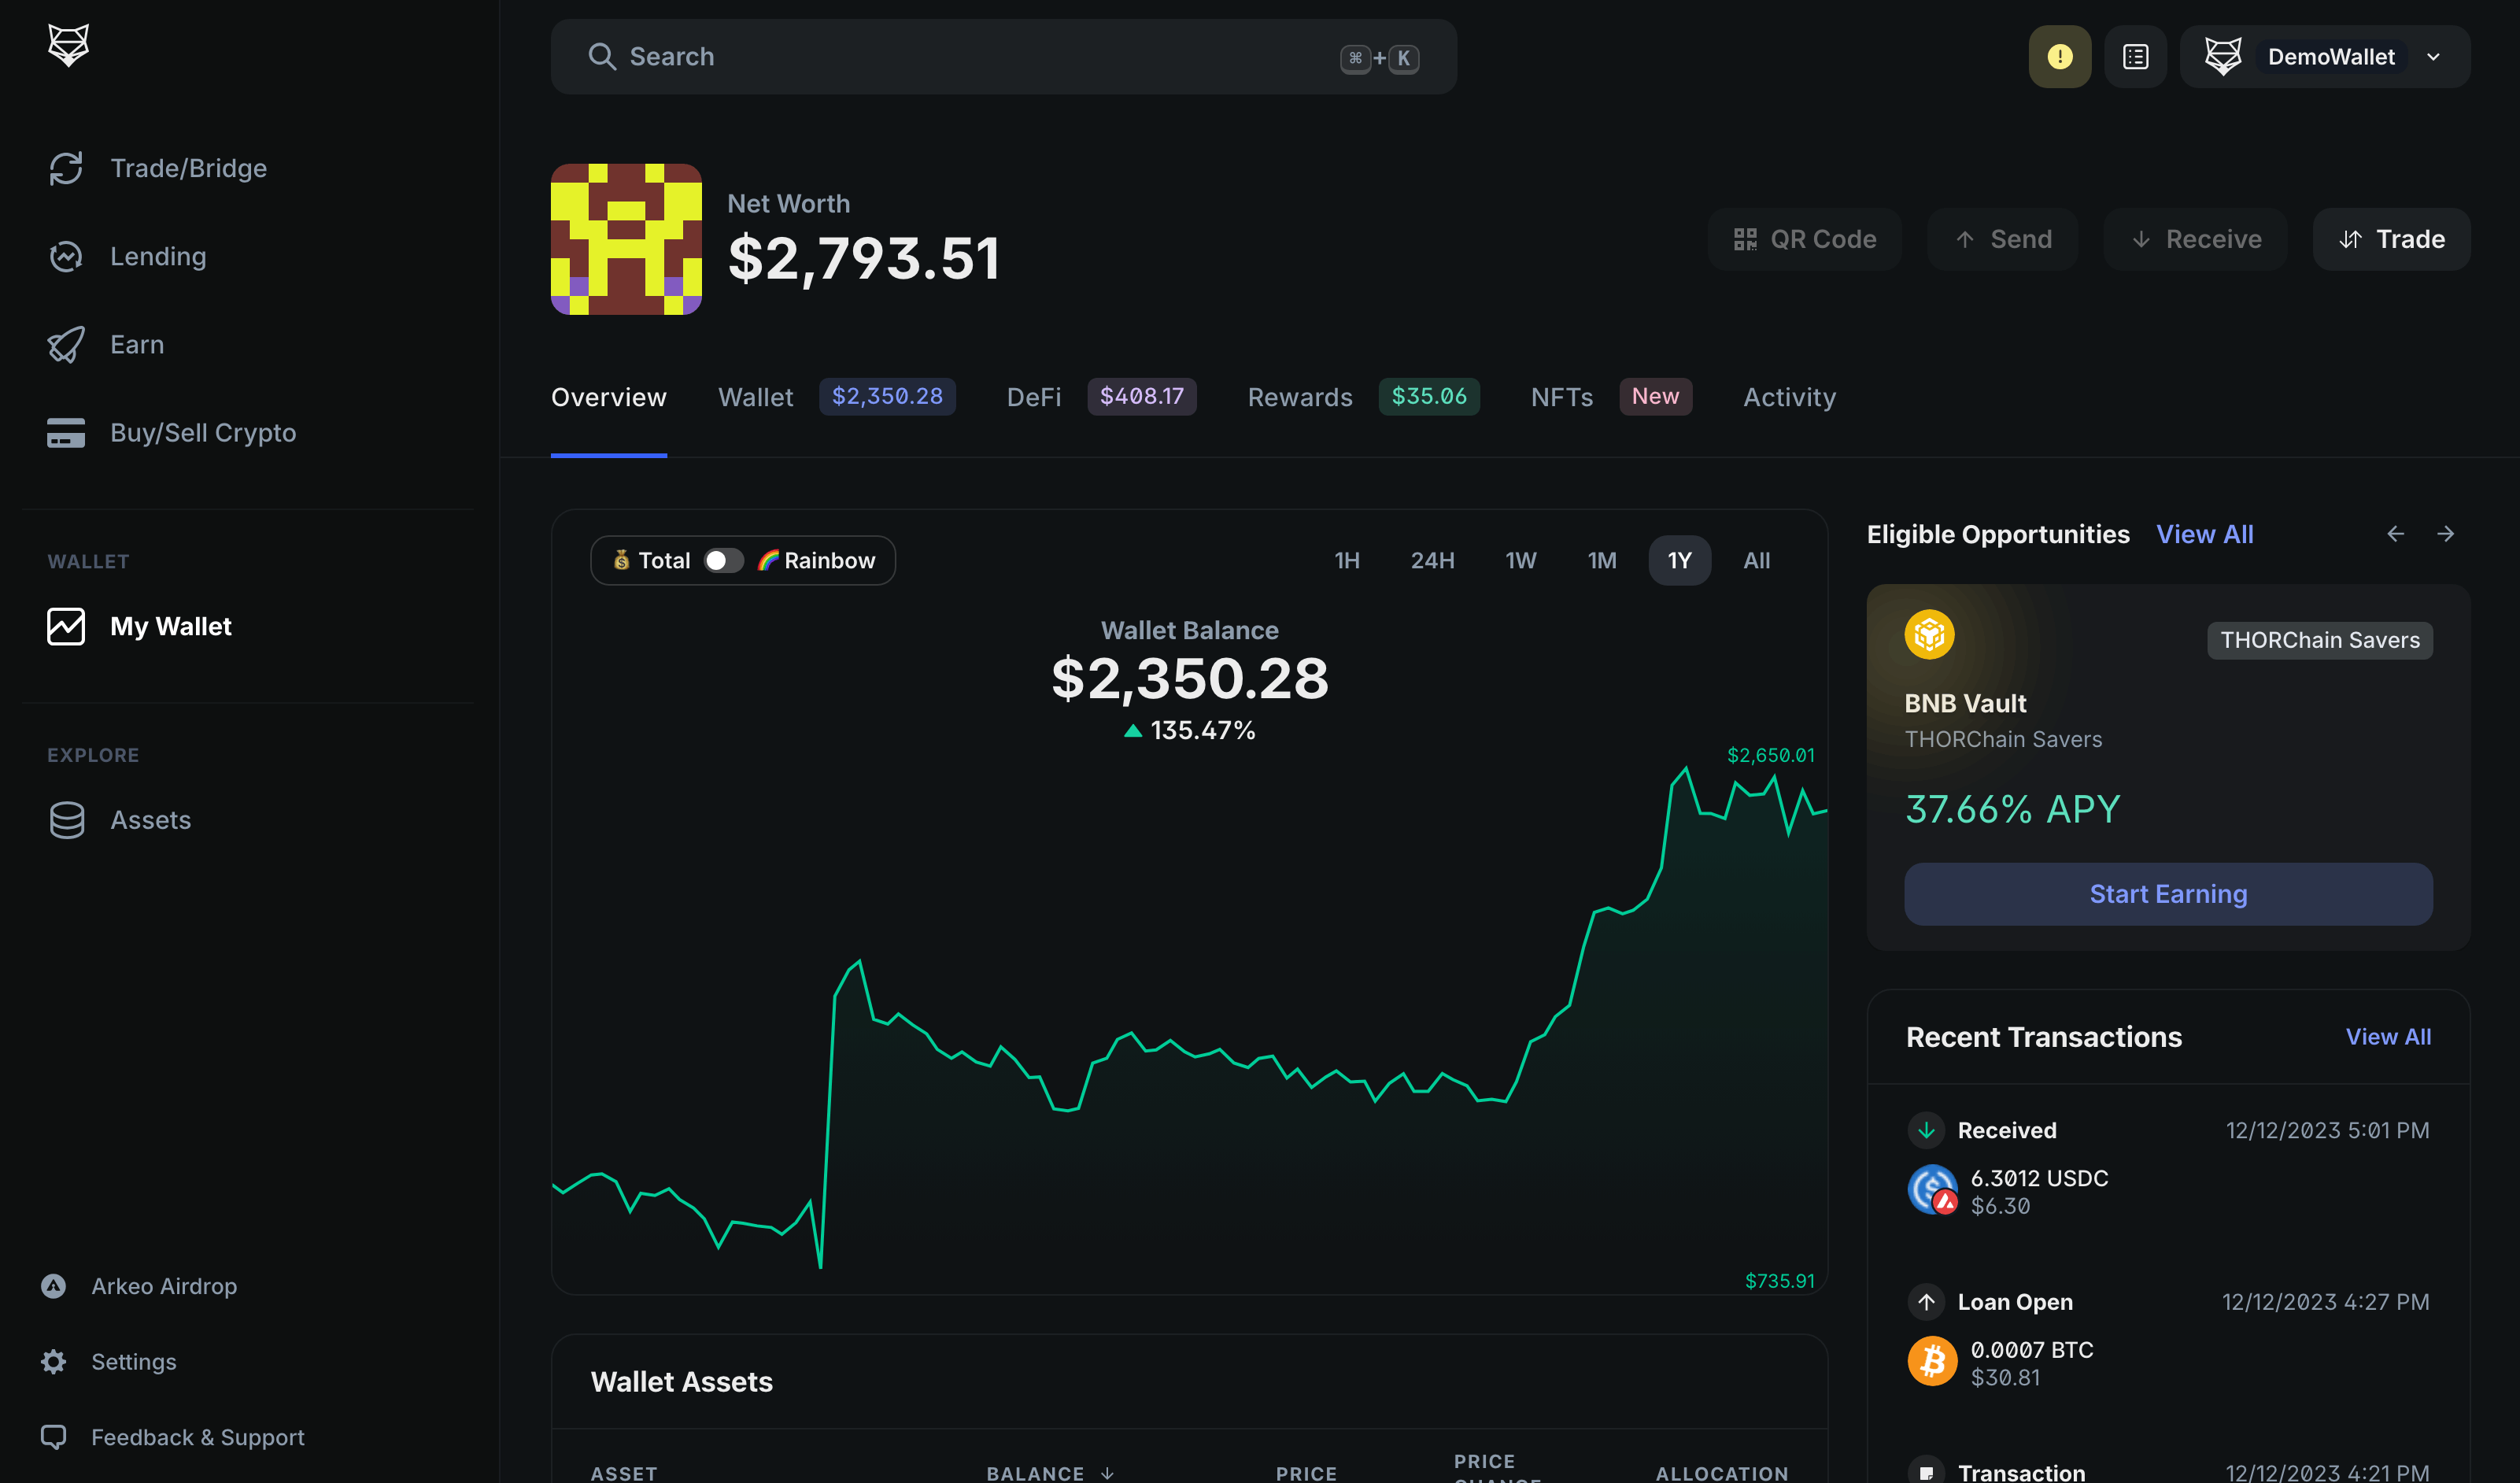 Search
⌘+K
!
DemoWallet
Trade/Bridge
Lending
Earn
Buy/Sell Crypto
WALLET
My Wallet
EXPLORE
Assets
Arkeo Airdrop
Settings
Feedback & Support
Net Worth
$2,793.51
QR Code
Send
Receive
Trade
Overview
Wallet $2,350.28
DeFi $408.17
Rewards $35.06
NFTs New
Activity
Total
Rainbow
1H 24H 1W 1M 1Y All
Wallet Balance
$2,350.28
135.47%
$2,650.01
$735.91
Wallet Assets
ASSET BALANCE PRICE PRICE CHANGE ALLOCATION
Eligible Opportunities View All
THORChain Savers
BNB Vault
THORChain Savers
37.66% APY
Start Earning
Recent Transactions View All
Received 12/12/2023 5:01 PM
6.3012 USDC
$6.30
Loan Open 12/12/2023 4:27 PM
0.0007 BTC
$30.81
Transaction 12/12/2023 4:21 PM